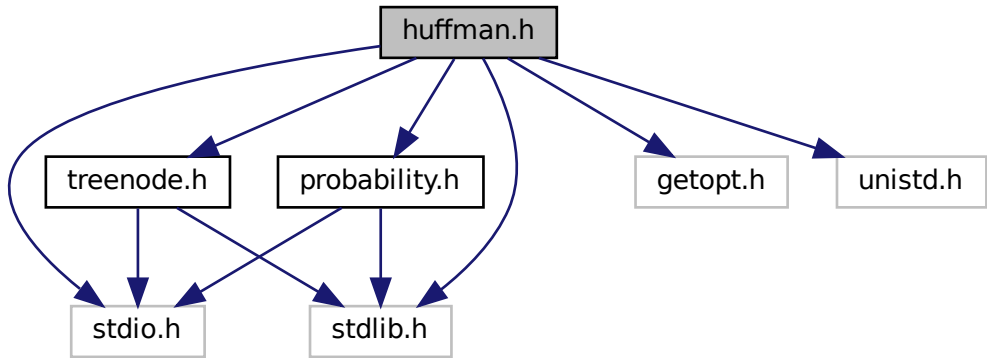 huffman.h
treenode.h
probability.h
getopt.h
unistd.h
stdio.h
stdlib.h